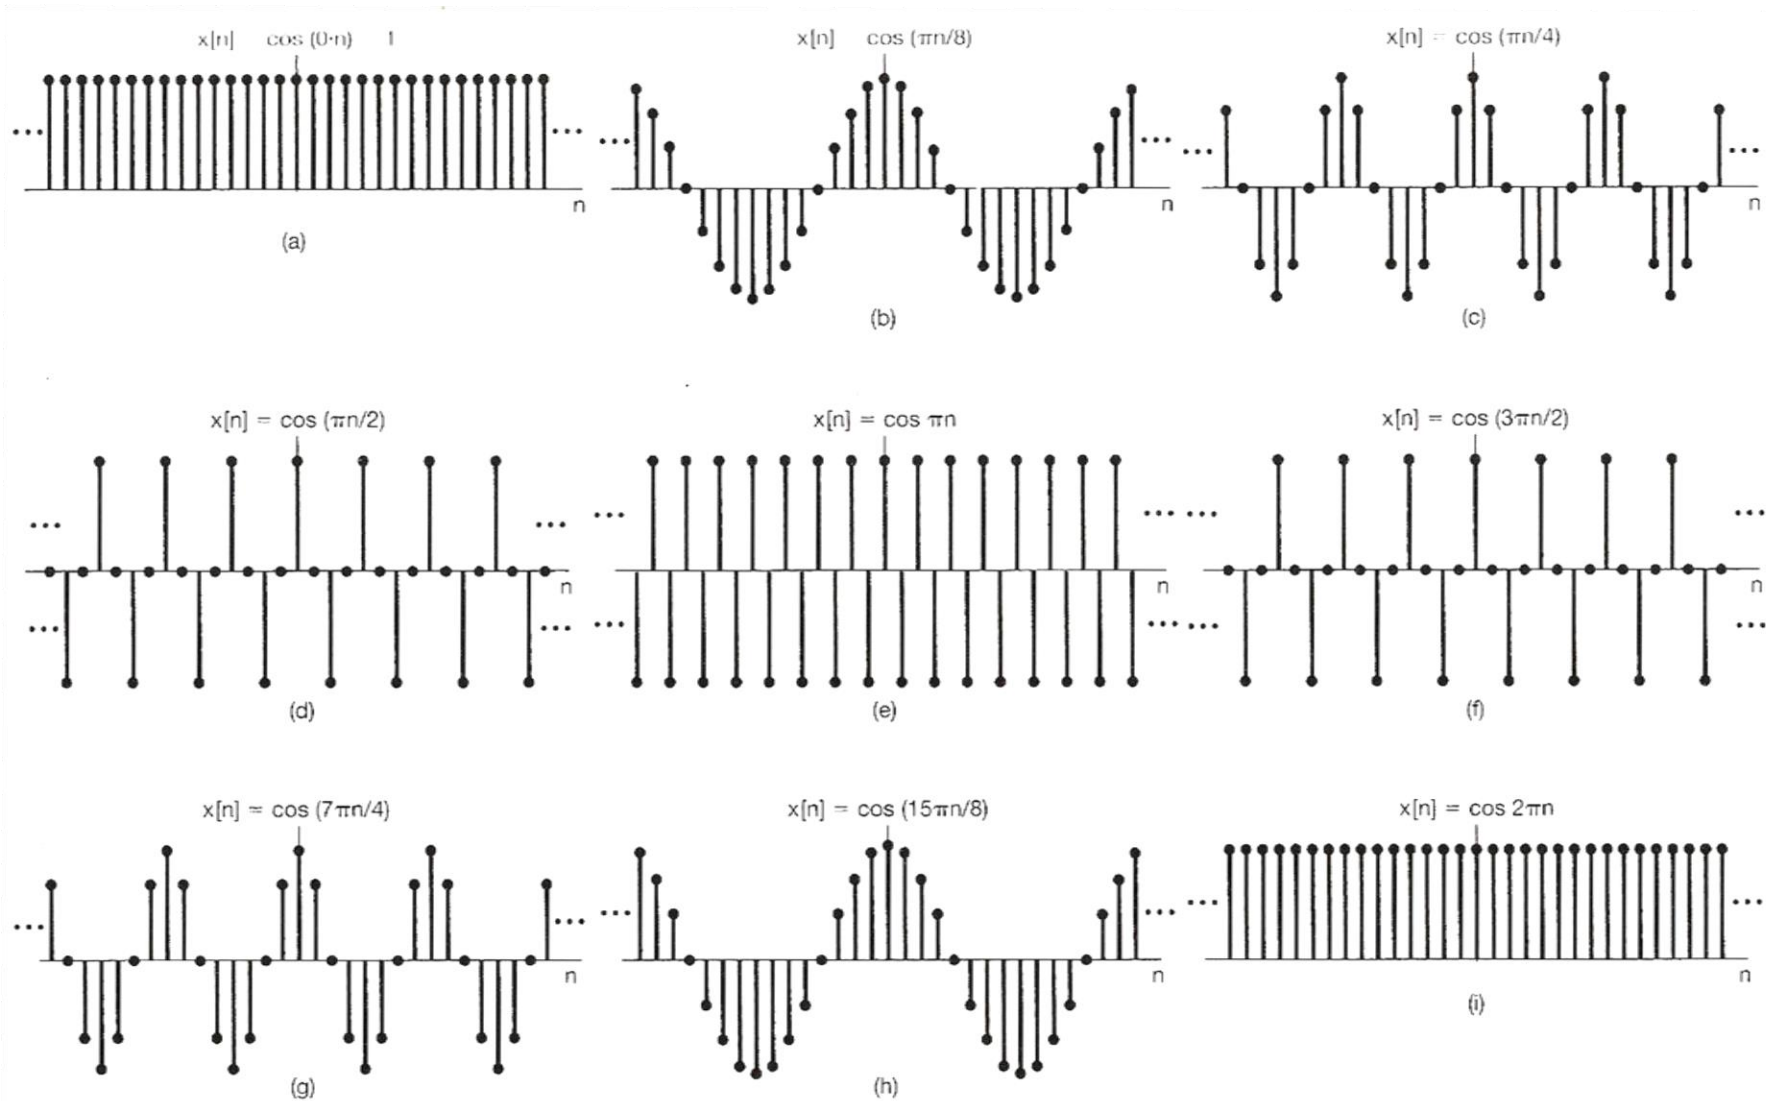 x[n] cos (0·n) 1
x[n] cos (πn/8)
x[n] = cos (πn/4)
...
...
...
...
...
...
n
n
n
(a)
(b)
(c)
x[n] = cos (πn/2)
x[n] = cos πn
x[n] = cos (3πn/2)
...
...
...
...
...
...
n
n
n
...
...
...
...
...
...
(d)
(e)
(f)
x[n] = cos (7πn/4)
x[n] = cos (15πn/8)
x[n] = cos 2πn
...
...
...
...
...
...
n
n
n
(g)
(h)
(i)